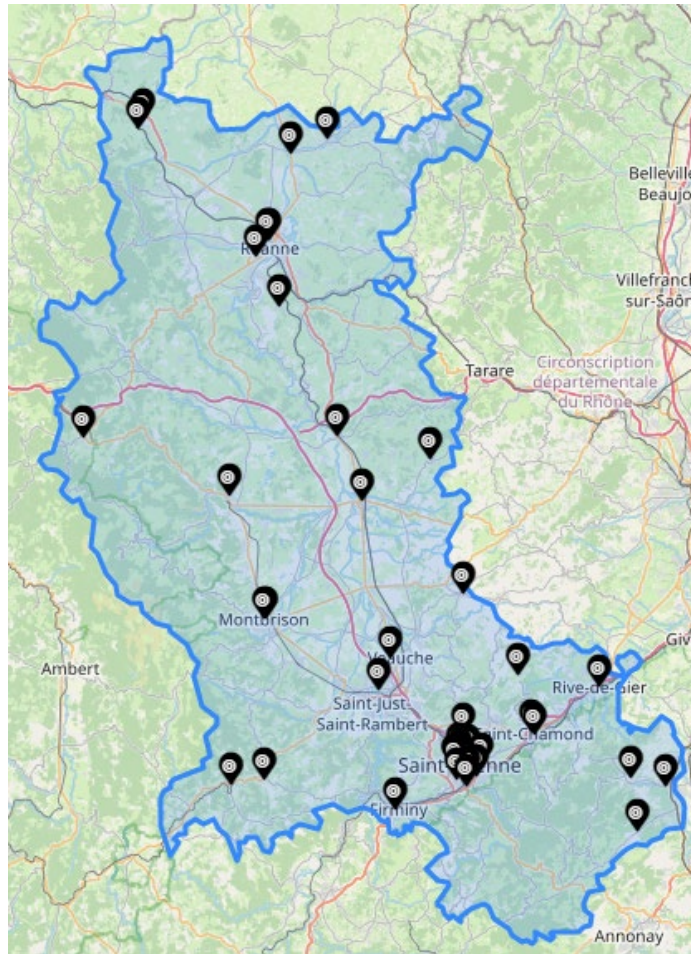 Belleville
Beaujo
Roanne
Villefranch
sur-Saôn
Tarare
Circonscription
départementale
du Rhône
Montbrison
Giv
Ambert
Veauche
Rive-de-Gier
Saint-Just-
Saint-Rambert
Saint-Chamond
Saint-Étienne
Firminy
Annonay